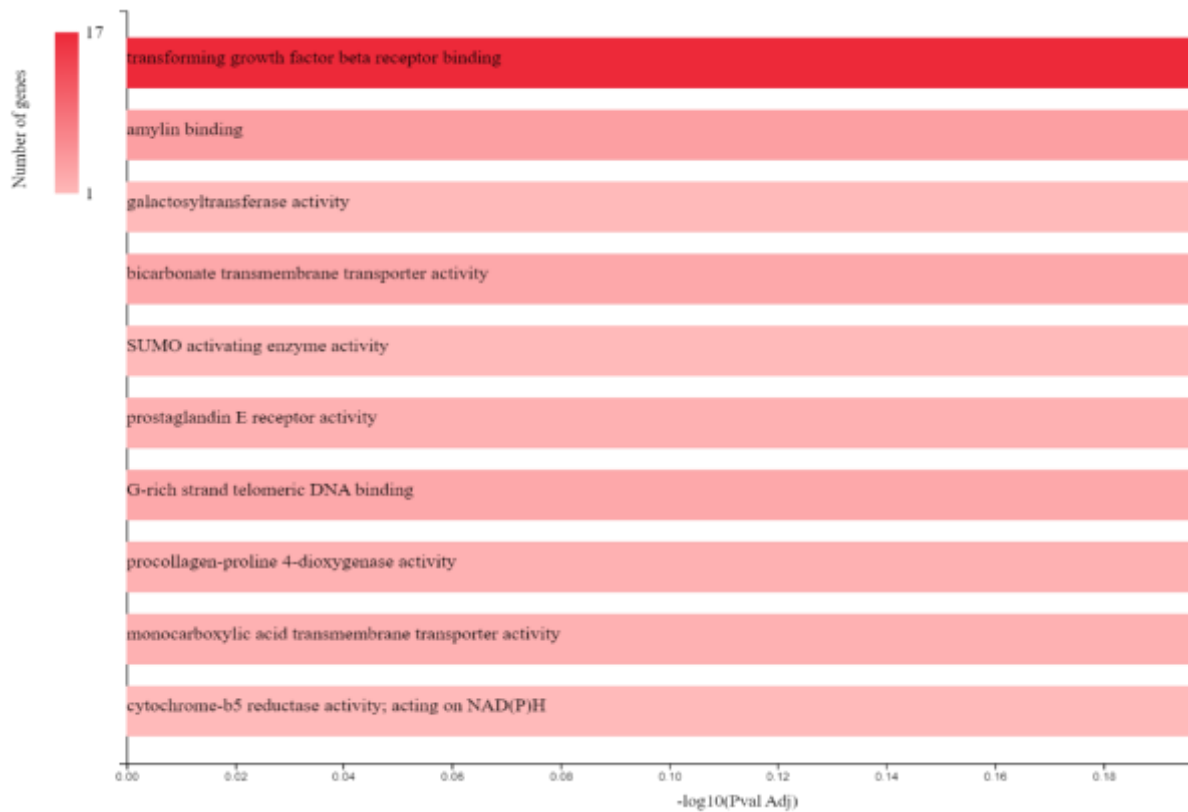 17
Number of genes
1
transforming growth factor beta receptor binding
amylin binding
galactosyltransferase activity
bicarbonate transmembrane transporter activity
SUMO activating enzyme activity
prostaglandin E receptor activity
G-rich strand telomeric DNA binding
procollagen-proline 4-dioxygenase activity
monocarboxylic acid transmembrane transporter activity
cytochrome-b5 reductase activity; acting on NAD(P)H
0.00 0.02 0.04 0.06 0.08 0.10 0.12 0.14 0.16 0.18
-log10(Pval Adj)